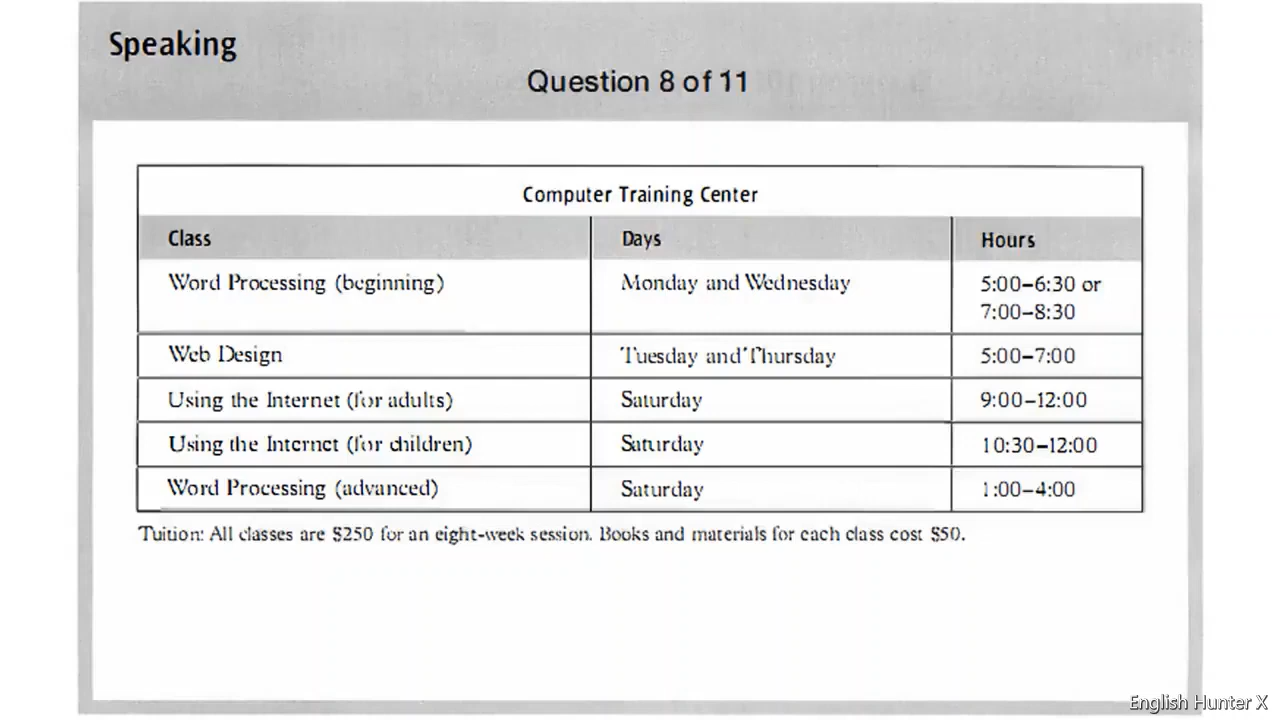 Speaking
Question 8 of 11
Computer Training Center
Class Days Hours
Word Processing (beginning) Monday and Wednesday 5:00–6:30 or
7:00–8:30
Web Design Tuesday and Thursday 5:00–7:00
Using the Internet (for adults) Saturday 9:00–12:00
Using the Internet (for children) Saturday 10:30–12:00
Word Processing (advanced) Saturday 1:00–4:00
Tuition: All classes are $250 for an eight-week session. Books and materials for each class cost $50.
English Hunter X